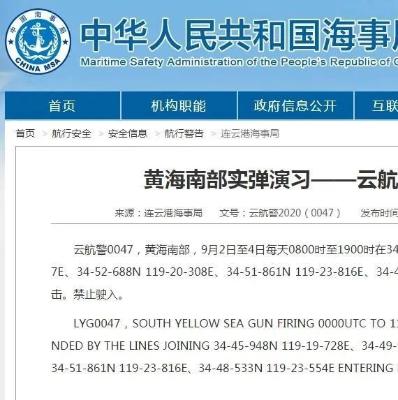 中华人民共和国海事局
Maritime Safety Administration of the People's Republic of C
CHINA MSA
首页 机构职能 政府信息公开 互联
首页 > 航行安全 > 安全信息 > 航行警告 > 连云港海事局
黄海南部实弹演习——云航
来源：连云港海事局 文号：云航警2020（0047） 发布时间
云航警0047，黄海南部，9月2日至4日每天0800时至1900时在34
7E、34-52-688N 119-20-308E、34-51-861N 119-23-816E、34-4
击。禁止驶入。
LYG0047，SOUTH YELLOW SEA GUN FIRING 0000UTC TO 11
NDED BY THE LINES JOINING 34-45-948N 119-19-728E、34-49-
34-51-861N 119-23-816E、34-48-533N 119-23-554E ENTERING